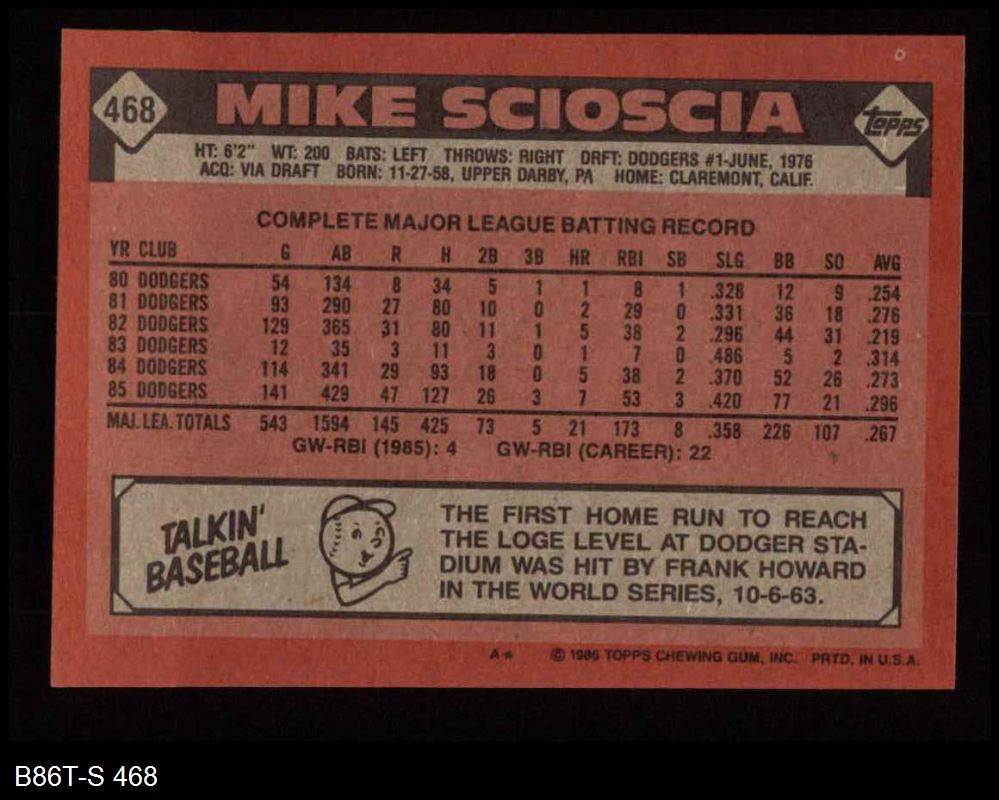 468 MIKE SCIOSCIA TOPPS
HT: 6'2" WT: 200 BATS: LEFT THROWS: RIGHT DRFT: DODGERS #1-JUNE, 1976
ACQ: VIA DRAFT BORN: 11-27-58, UPPER DARBY, PA HOME: CLAREMONT, CALIF.
COMPLETE MAJOR LEAGUE BATTING RECORD
YR CLUB G AB R H 2B 3B HR RBI SB SLG BB SO AVG
80 DODGERS 54 134 8 34 5 1 1 8 1 .328 12 9 .254
81 DODGERS 93 290 27 80 10 0 2 29 0 .331 36 18 .276
82 DODGERS 129 365 31 80 11 1 5 38 2 .296 44 31 .219
83 DODGERS 12 35 3 11 3 0 1 7 0 .486 5 2 .314
84 DODGERS 114 341 29 93 18 0 5 38 2 .370 52 26 .273
85 DODGERS 141 429 47 127 26 3 7 53 3 .420 77 21 .296
MAJ. LEA. TOTALS 543 1594 145 425 73 5 21 173 8 .358 226 107 .267
GW-RBI (1985): 4 GW-RBI (CAREER): 22
TALKIN'
BASEBALL
THE FIRST HOME RUN TO REACH
THE LOGE LEVEL AT DODGER STA-
DIUM WAS HIT BY FRANK HOWARD
IN THE WORLD SERIES, 10-6-63.
A* © 1986 TOPPS CHEWING GUM, INC. PRTD. IN U.S.A.
B86T-S 468